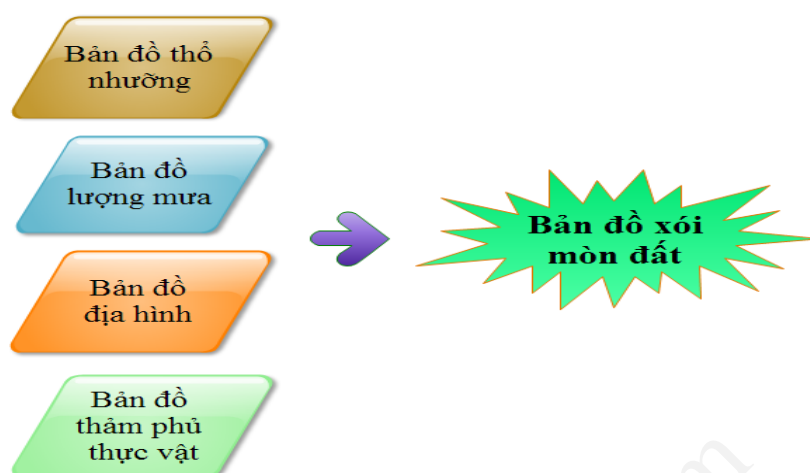 Bản đồ thổ
nhưỡng
Bản đồ
lượng mưa
Bản đồ
địa hình
Bản đồ
thảm phủ
thực vật
Bản đồ xói
mòn đất